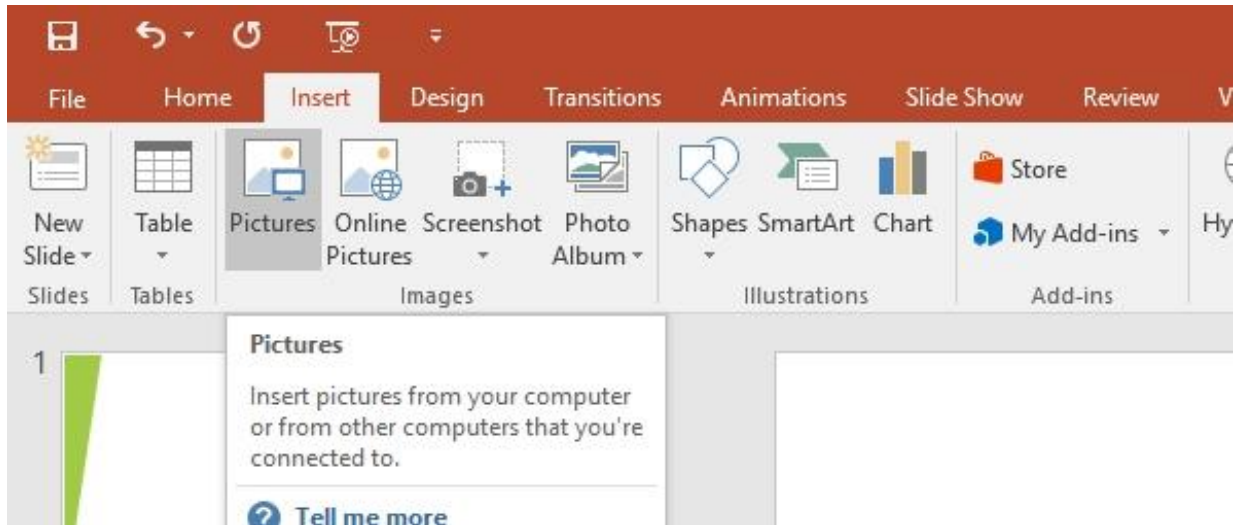 File Home Insert Design Transitions Animations Slide Show Review
New Slide
Table
Pictures
Online Pictures
Screenshot
Photo Album
Shapes
SmartArt
Chart
Store
My Add-ins
Slides Tables Images Illustrations Add-ins
1
Pictures
Insert pictures from your computer
or from other computers that you're
connected to.
? Tell me more